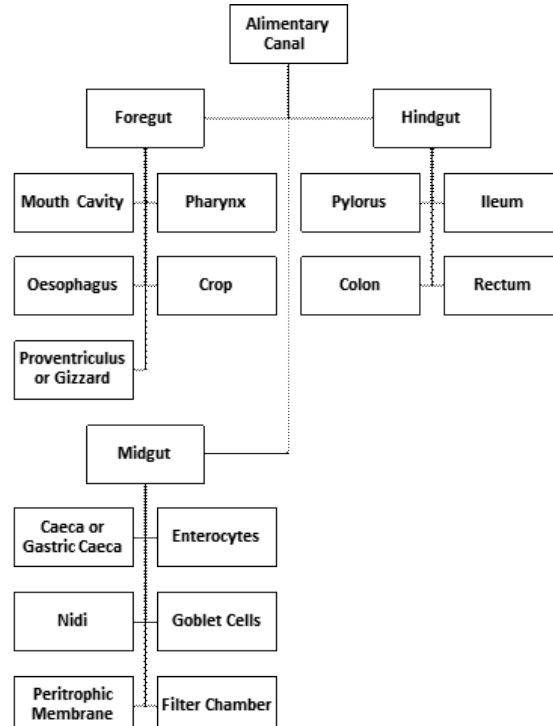 Alimentary
Canal
Foregut
Hindgut
Mouth Cavity
Pharynx
Pylorus
Ileum
Oesophagus
Crop
Colon
Rectum
Proventriculus
or Gizzard
Midgut
Caeca or
Gastric Caeca
Enterocytes
Nidi
Goblet Cells
Peritrophic
Membrane
Filter Chamber